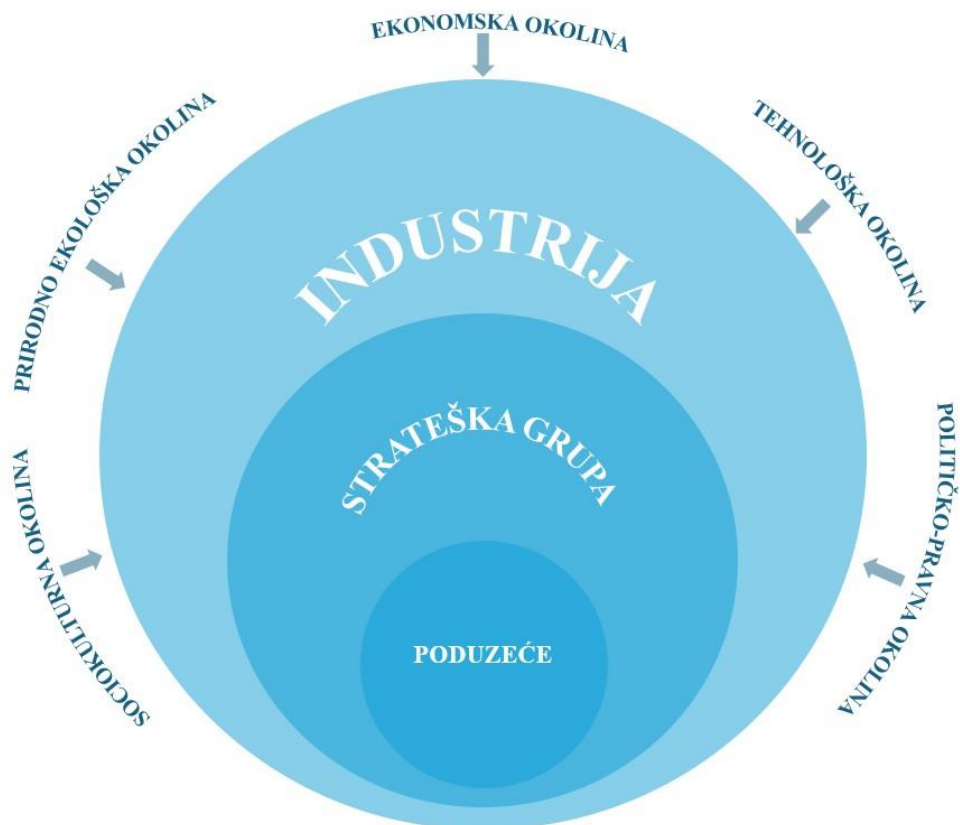 EKONOMSKA OKOLINA
PRIRODNO EKOLOŠKA OKOLINA
TEHNOLOŠKA OKOLINA
INDUSTRIJA
STRATEŠKA GRUPA
SOCIOKULTURNA OKOLINA
POLITIČKO-PRAVNA OKOLINA
PODUZEĆE